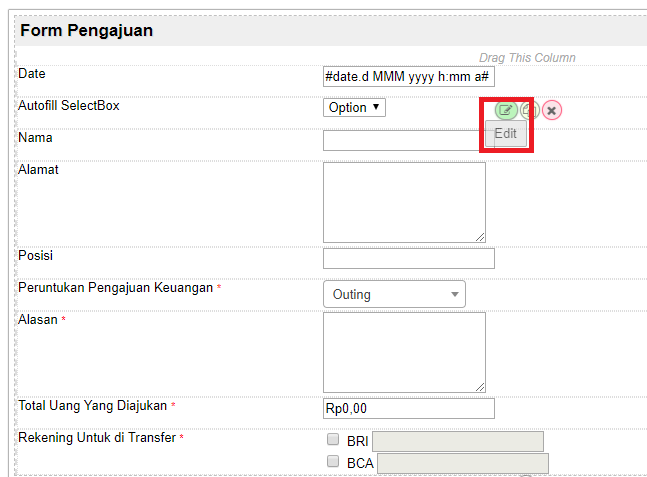 Form Pengajuan
Drag This Column
Date #date.d MMM yyyy h:mm a#
Autofill SelectBox Option
Edit
Nama
Alamat
Posisi
Peruntukan Pengajuan Keuangan * Outing
Alasan *
Total Uang Yang Diajukan * Rp0,00
Rekening Untuk di Transfer * BRI
BCA